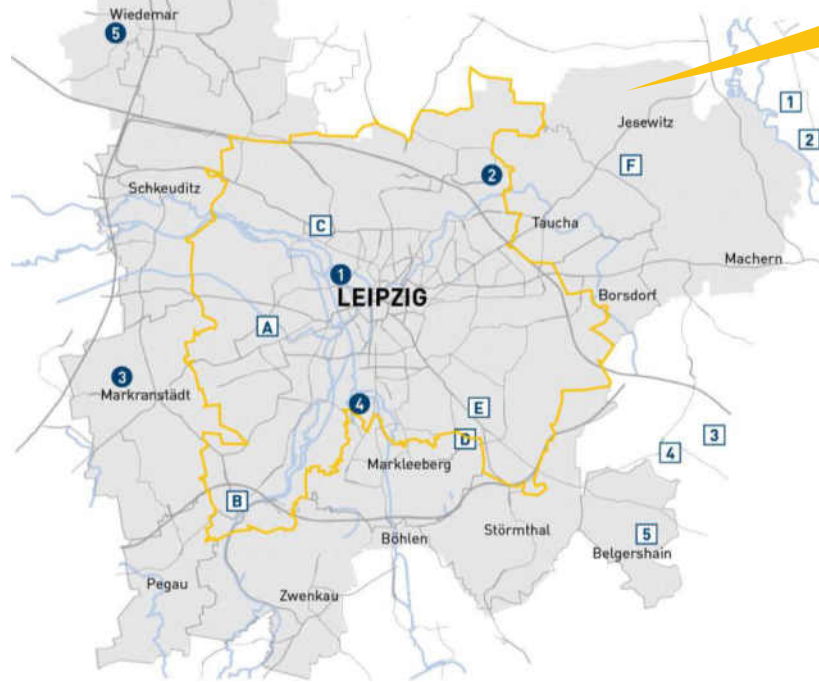 Wiedemar
5
1
Jesewitz
2
F
2
Schkeuditz
C
Taucha
Machern
1
LEIPZIG
Borsdorf
A
3
Markranstädt
4
E
3
D
4
Markleeberg
B
Störmthal
5
Böhlen
Belgershain
Pegau
Zwenkau